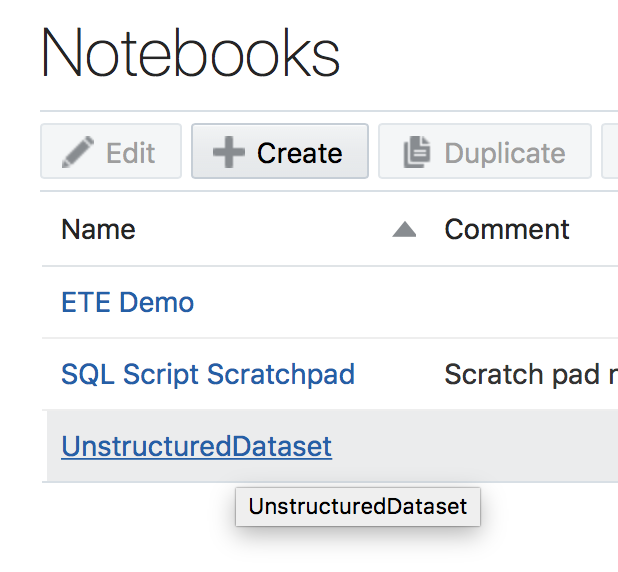 Notebooks
Edit Create Duplicate
Name Comment
ETE Demo
SQL Script Scratchpad Scratch pad
UnstructuredDataset
UnstructuredDataset